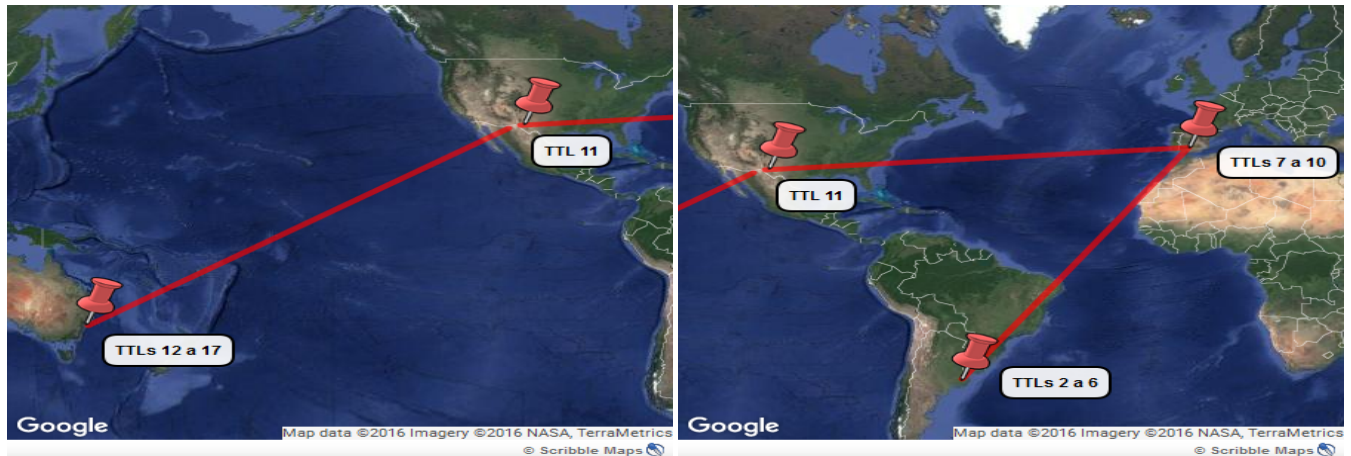 TTL 11
TTLs 12 a 17
Google
Map data ©2016 Imagery ©2016 NASA, TerraMetrics
© Scribble Maps
TTLs 7 a 10
TTL 11
TTLs 2 a 6
Google
Map data ©2016 Imagery ©2016 NASA, TerraMetrics
© Scribble Maps